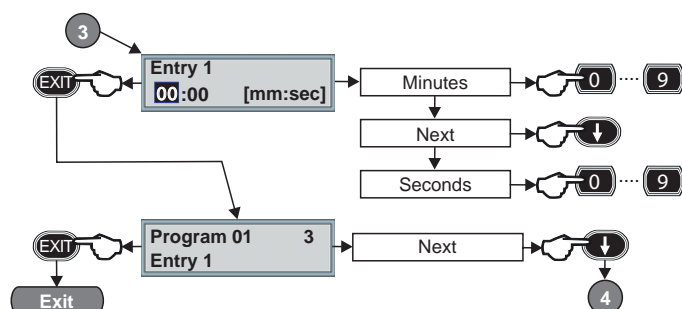 3
Entry 1
EXIT
00:00 [mm:sec]
Minutes
0 ···· 9
Next
↓
Seconds
0 ···· 9
EXIT
Program 01 3
Entry 1
Next
↓
Exit
4